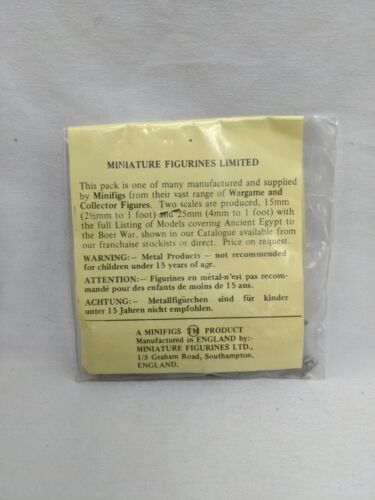 MINIATURE FIGURINES LIMITED
This pack is one of many manufactured and supplied
by Minifigs from their vast range of Wargame and
Collector Figures. Two scales are produced, 15mm
(2½mm to 1 foot) and 25mm (4mm to 1 foot) with
the full Listing of Models covering Ancient Egypt to
the Boer War, shown in our Catalogue available from
our franchaise stockists or direct. Price on request.
WARNING:— Metal Products — not recommended
for children under 15 years of age.
ATTENTION:— Figurines en métal-n'est pas recom-
mandé pour des enfants de moins de 15 ans.
ACHTUNG:— Metallfigürchen sind für kinder
unter 15 Jahren nicht empfohlen.
A MINIFIGS TM PRODUCT
Manufactured in ENGLAND by:-
MINIATURE FIGURINES LTD.,
1/5 Graham Road, Southampton,
ENGLAND.